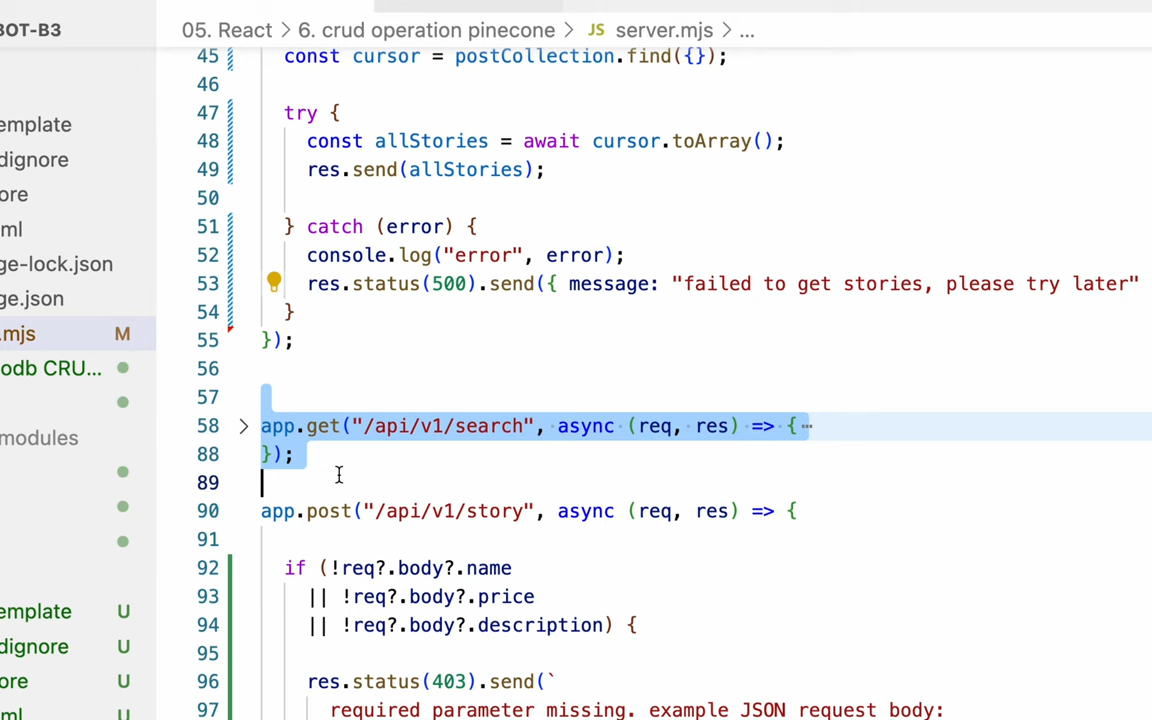 OT-B3
05. React > 6. crud operation pinecone > JS server.mjs > ...
45 const cursor = postCollection.find({});
46
47 try {
emplate
48 const allStories = await cursor.toArray();
dignore
49 res.send(allStories);
ore
50
ml
51 } catch (error) {
52 console.log("error", error);
ge-lock.json
53 res.status(500).send({ message: "failed to get stories, please try later"
ge.json
54 }
.mjs M
55 });
odb CRU...
56
57
58 > app.get("/api/v1/search", async (req, res) => {⋯
modules
88 });
89
90 app.post("/api/v1/story", async (req, res) => {
91
92 if (!req?.body?.name
93 || !req?.body?.price
emplate U
94 || !req?.body?.description) {
dignore U
95
ore U
96 res.status(403).send(`
97 required parameter missing. example JSON request body:
ml U